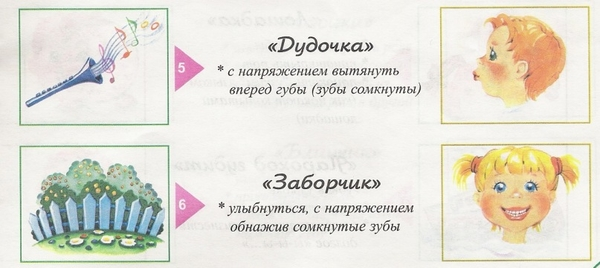 5
«Дудочка»
* с напряжением вытянуть
вперед губы (зубы сомкнуты)
6
«Заборчик»
* улыбнуться, с напряжением
обнажив сомкнутые зубы